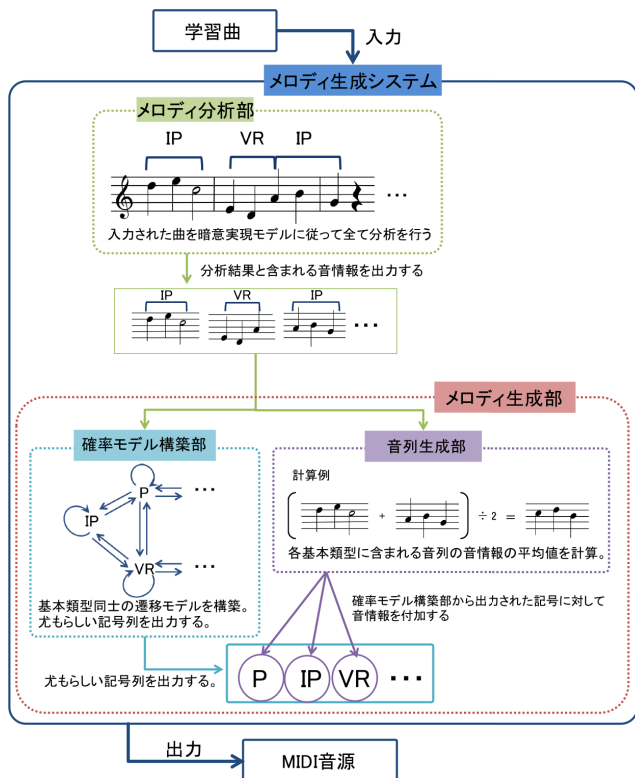 学習曲
入力
メロディ生成システム
メロディ分析部
IP
VR
IP
・・・
入力された曲を暗意実現モデルに従って全て分析を行う
分析結果と含まれる音情報を出力する
IP
VR
IP
・・・
メロディ生成部
確率モデル構築部
P
・・・
IP
VR
・・・
基本類型同士の遷移モデルを構築。
尤もらしい記号列を出力する。
音列生成部
計算例
+
÷2 =
各基本類型に含まれる音列の音情報の平均値を計算。
確率モデル構築部から出力された記号に対して
音情報を付加する
尤もらしい記号列を出力する。
P
IP
VR
・・・
出力
MIDI音源